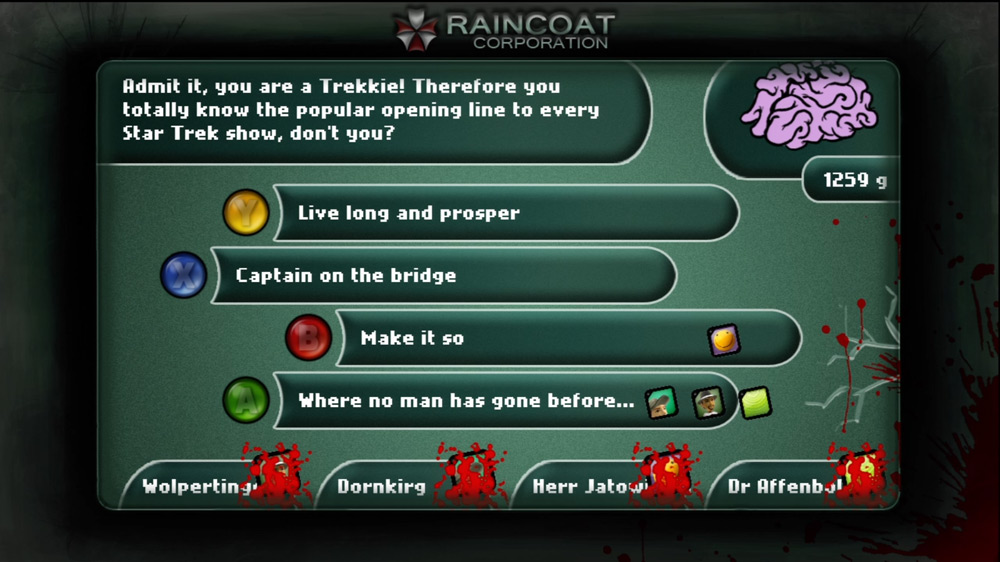 RAINCOAT
CORPORATION
Admit it, you are a Trekkie! Therefore you
totally know the popular opening line to every
Star Trek show, don't you?
1259 g
Y Live long and prosper
X Captain on the bridge
B Make it so
A Where no man has gone before...
Dornkirg Herr
Dr